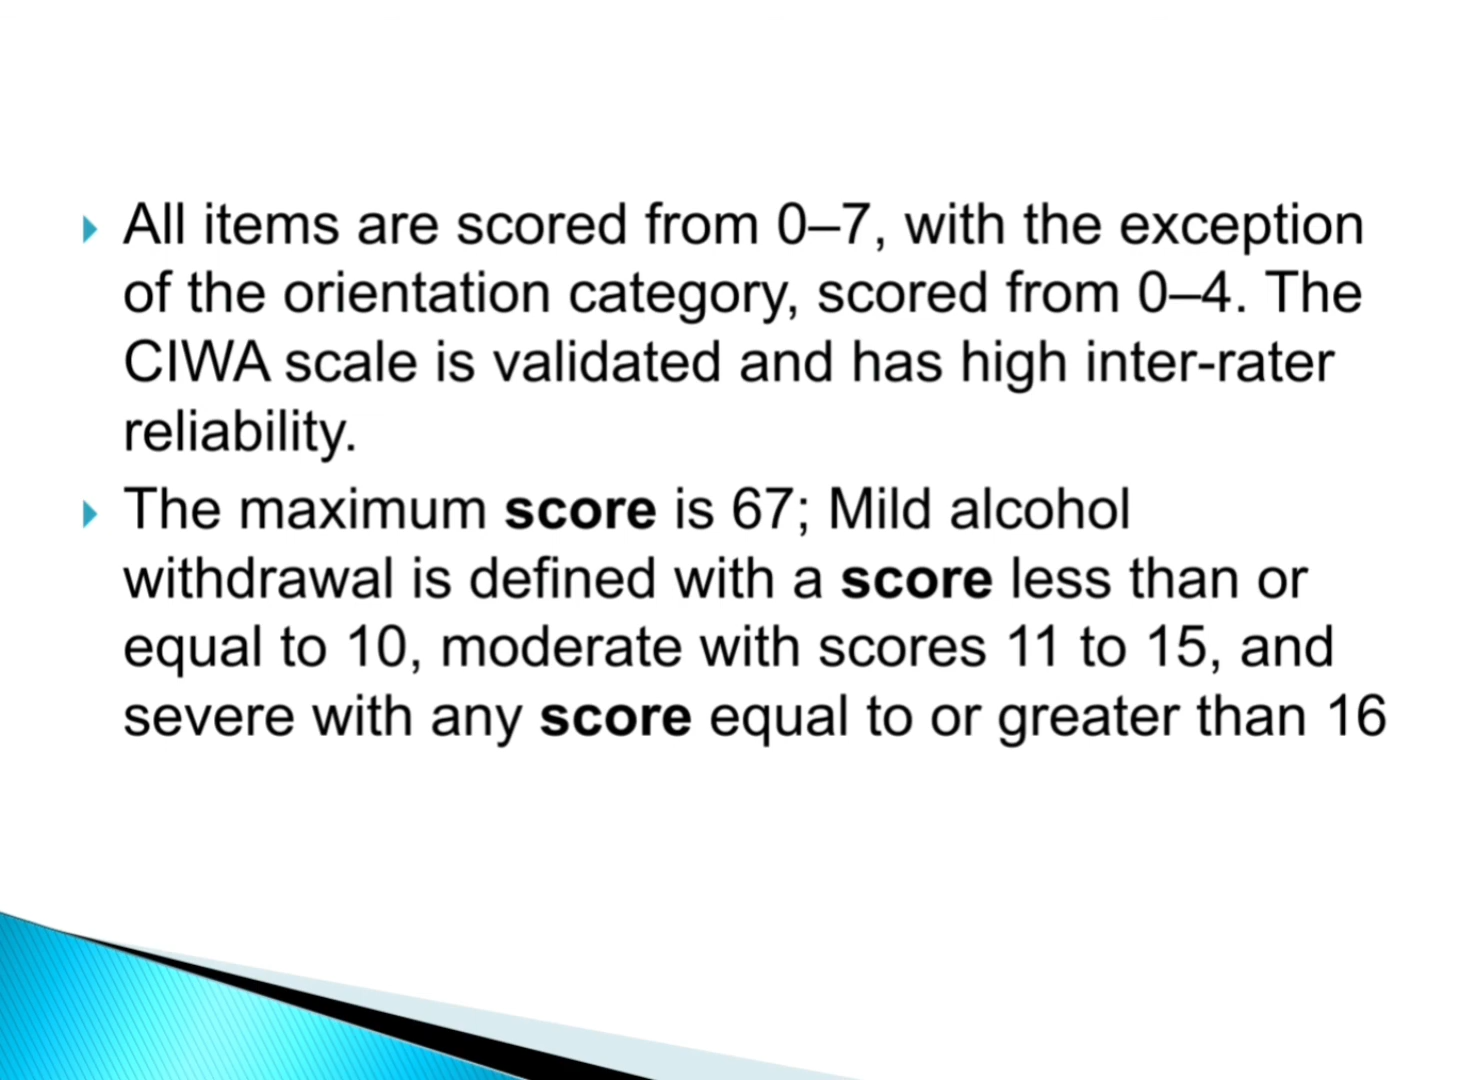 All items are scored from 0–7, with the exception
of the orientation category, scored from 0–4. The
CIWA scale is validated and has high inter-rater
reliability.
The maximum score is 67; Mild alcohol
withdrawal is defined with a score less than or
equal to 10, moderate with scores 11 to 15, and
severe with any score equal to or greater than 16